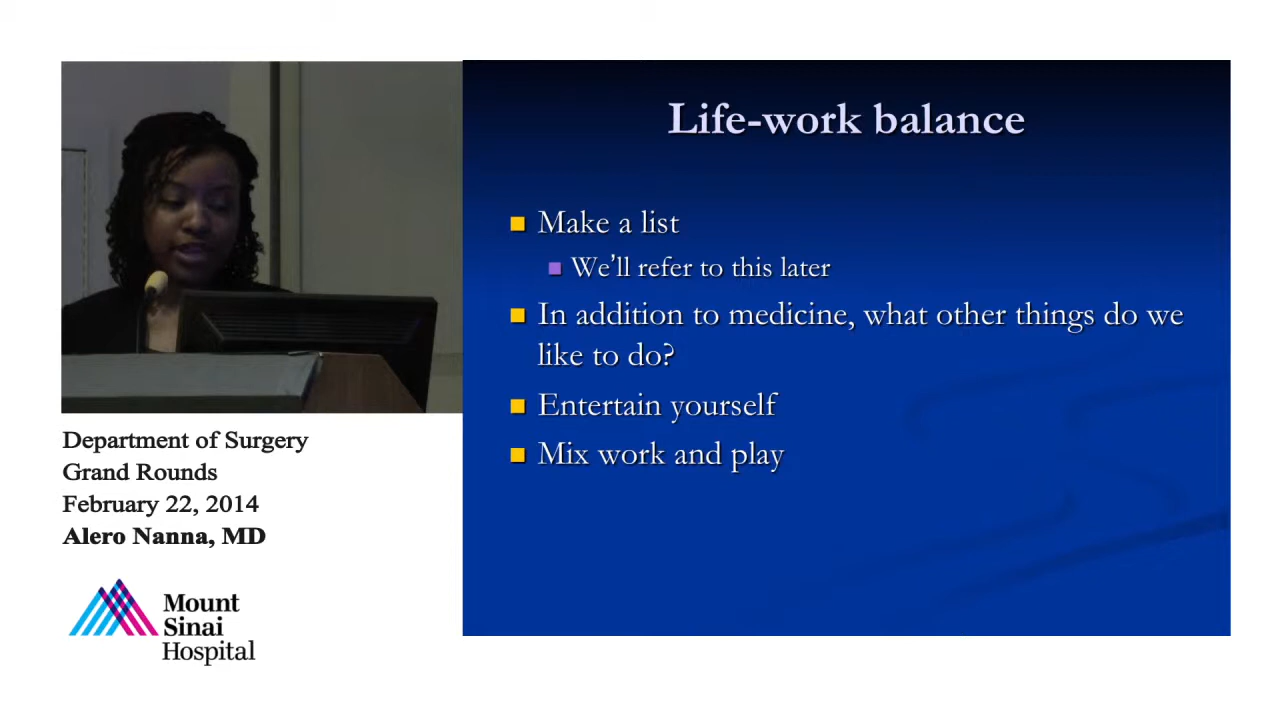 Life-work balance
Make a list
We'll refer to this later
In addition to medicine, what other things do we
like to do?
Entertain yourself
Mix work and play
Department of Surgery
Grand Rounds
February 22, 2014
Alero Nanna, MD
Mount
Sinai
Hospital